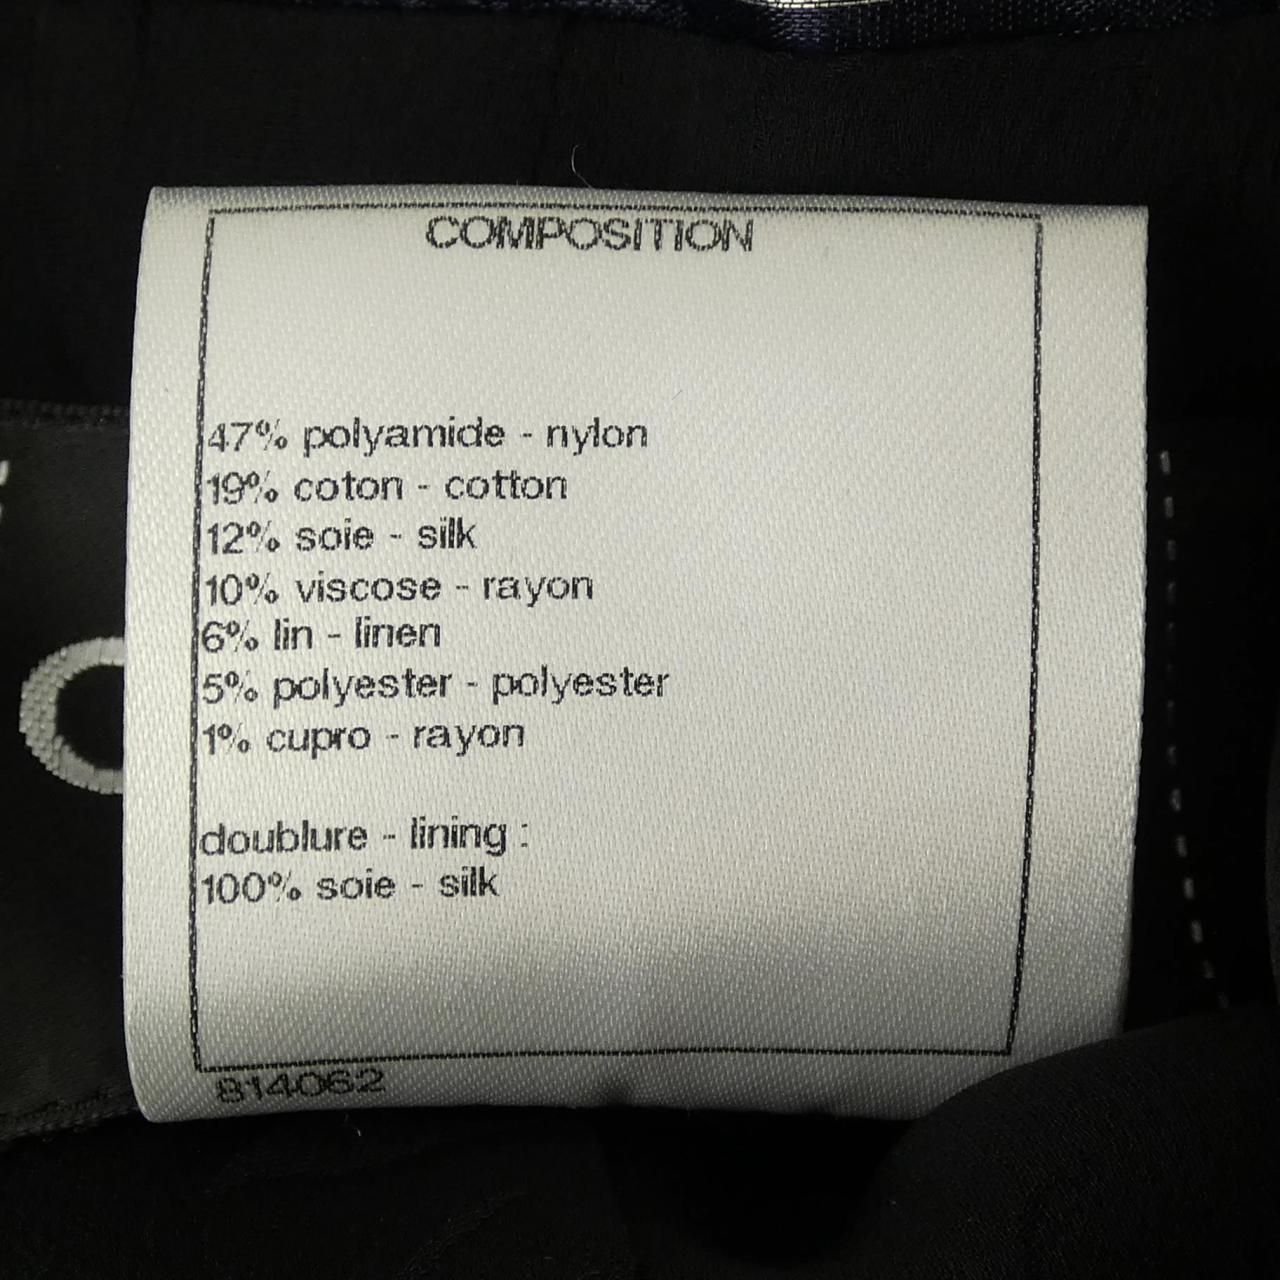 COMPOSITION
47% polyamide - nylon
19% coton - cotton
12% soie - silk
10% viscose - rayon
6% lin - linen
5% polyester - polyester
1% cupro - rayon
doublure - lining :
100% soie - silk
814062